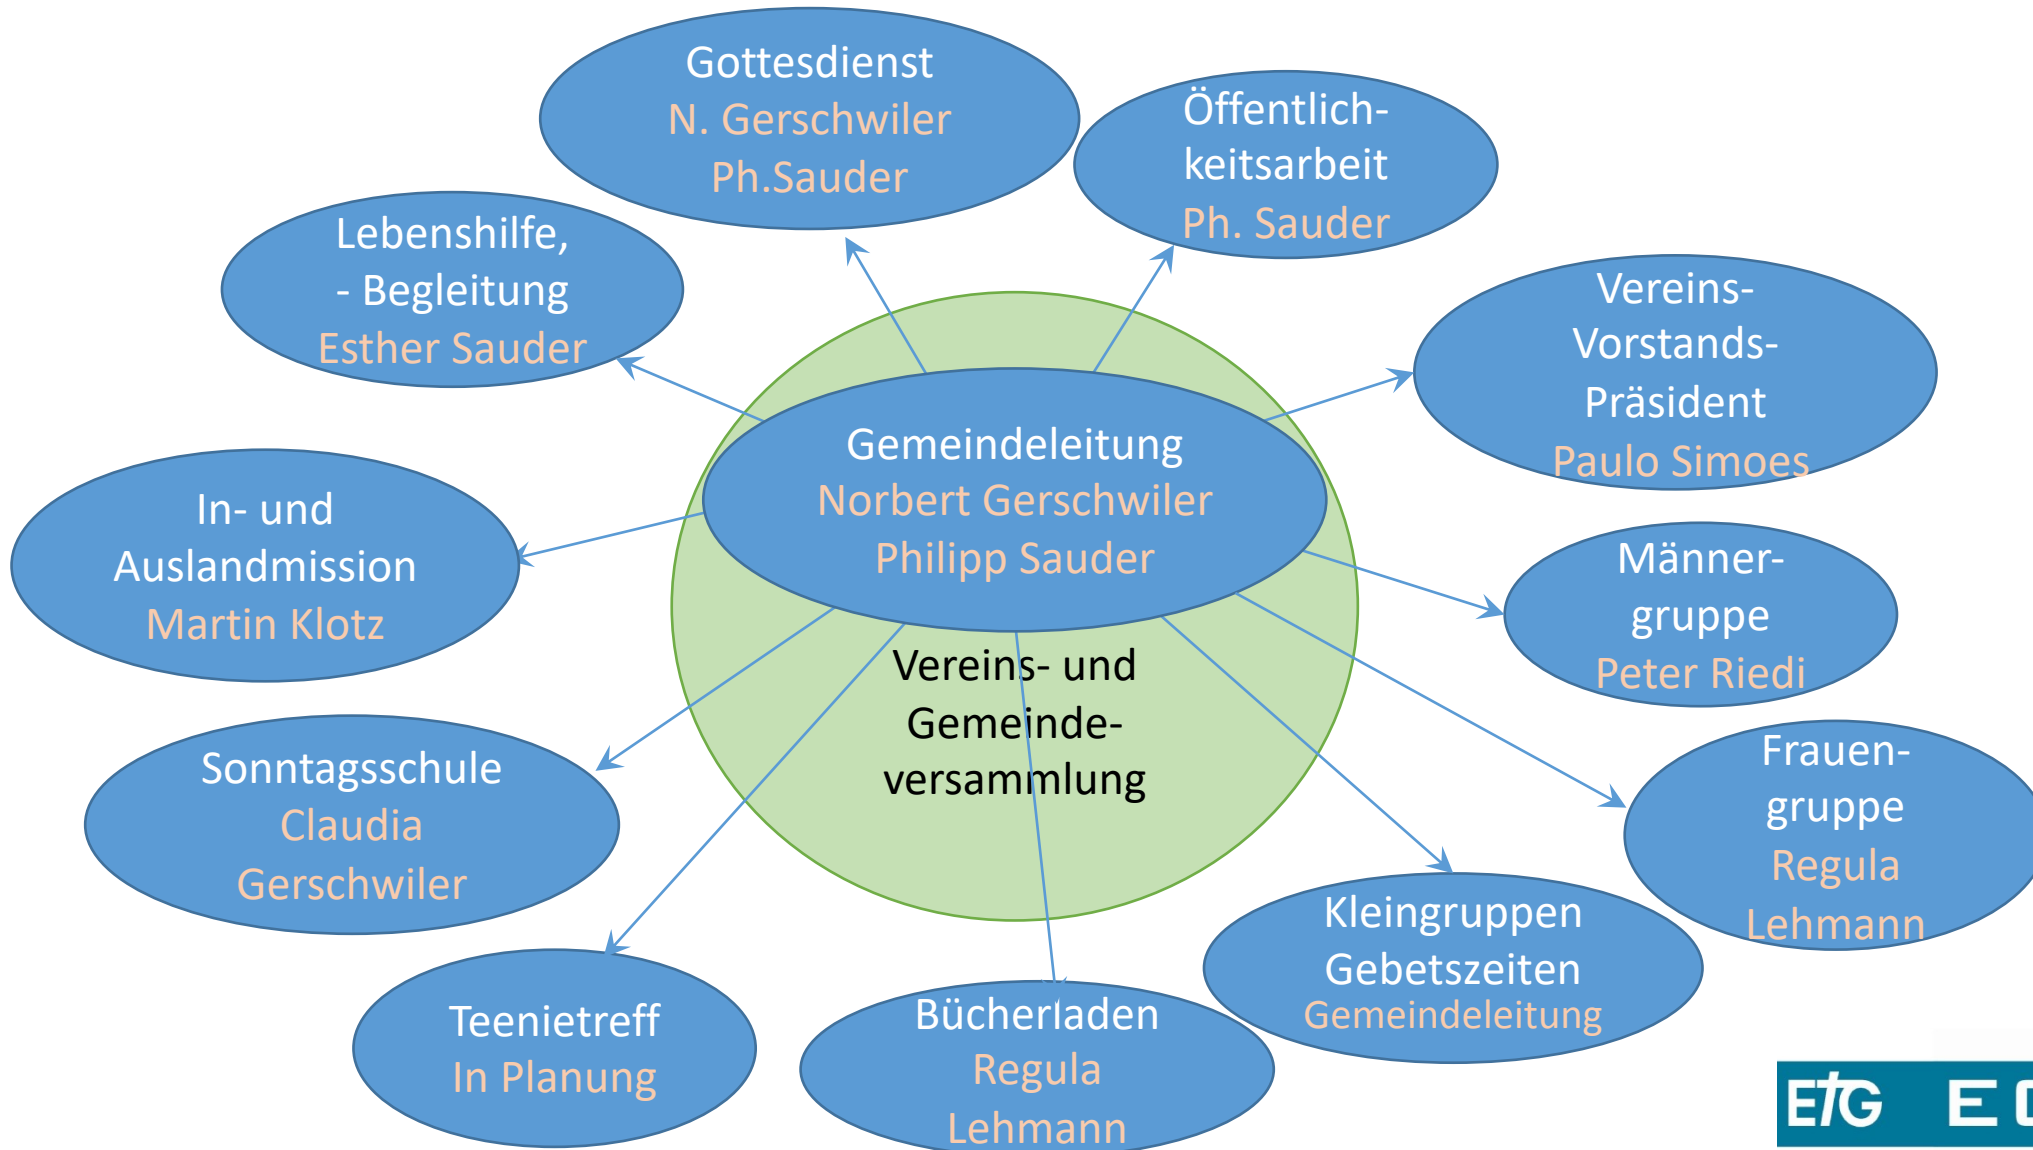 Gottesdienst
N. Gerschwiler
Ph.Sauder
Öffentlich-
keitsarbeit
Ph. Sauder
Lebenshilfe,
- Begleitung
Esther Sauder
Vereins-
Vorstands-
Präsident
Paulo Simoes
Gemeindeleitung
Norbert Gerschwiler
Philipp Sauder
In- und
Auslandmission
Martin Klotz
Männer-
gruppe
Peter Riedi
Vereins- und
Gemeinde-
versammlung
Sonntagsschule
Claudia
Gerschwiler
Frauen-
gruppe
Regula
Lehmann
Kleingruppen
Gebetszeiten
Gemeindeleitung
Teenietreff
In Planung
Bücherladen
Regula
Lehmann
ETG E